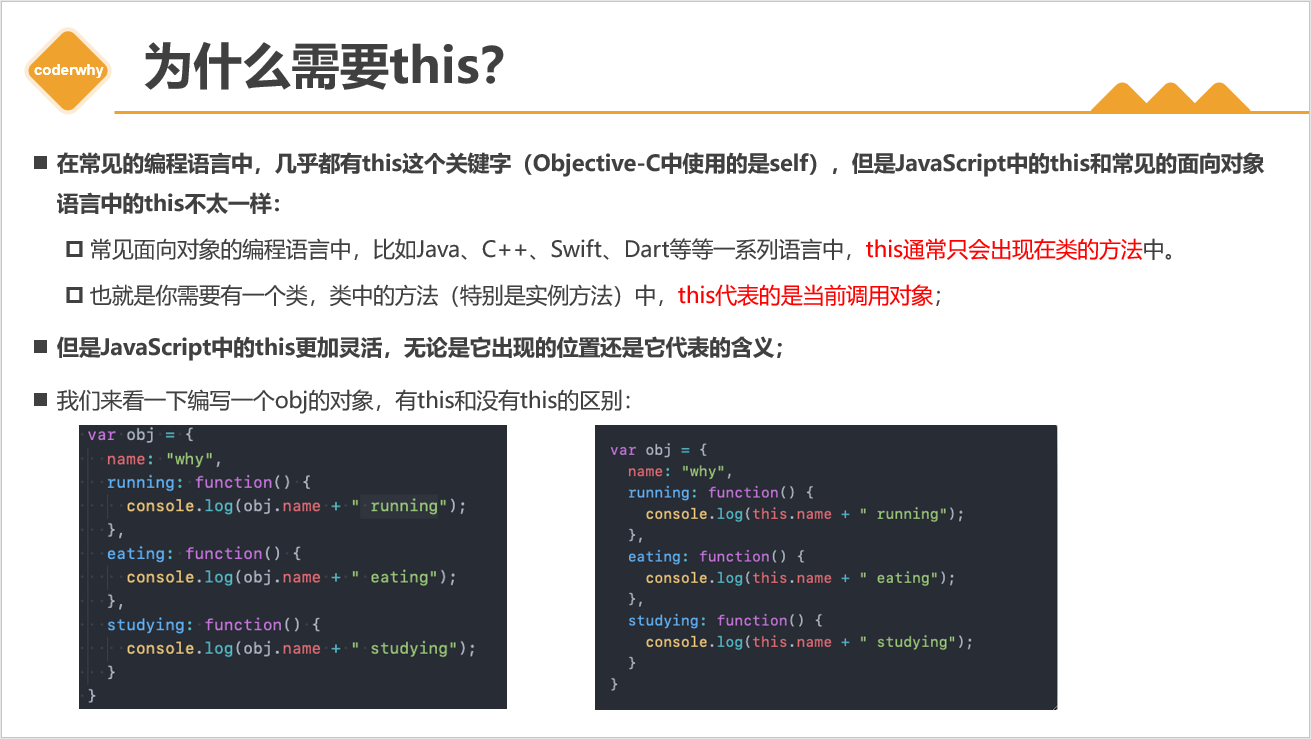 coderwhy
为什么需要this?
在常见的编程语言中，几乎都有this这个关键字（Objective-C中使用的是self），但是JavaScript中的this和常见的面向对象
语言中的this不太一样：
常见面向对象的编程语言中，比如Java、C++、Swift、Dart等等一系列语言中，this通常只会出现在类的方法中。
也就是你需要有一个类，类中的方法（特别是实例方法）中，this代表的是当前调用对象；
但是JavaScript中的this更加灵活，无论是它出现的位置还是它代表的含义；
我们来看一下编写一个obj的对象，有this和没有this的区别：
var obj = {
  name: "why",
  running: function() {
    console.log(obj.name + " running");
  },
  eating: function() {
    console.log(obj.name + " eating");
  },
  studying: function() {
    console.log(obj.name + " studying");
  }
}
var obj = {
  name: "why",
  running: function() {
    console.log(this.name + " running");
  },
  eating: function() {
    console.log(this.name + " eating");
  },
  studying: function() {
    console.log(this.name + " studying");
  }
}